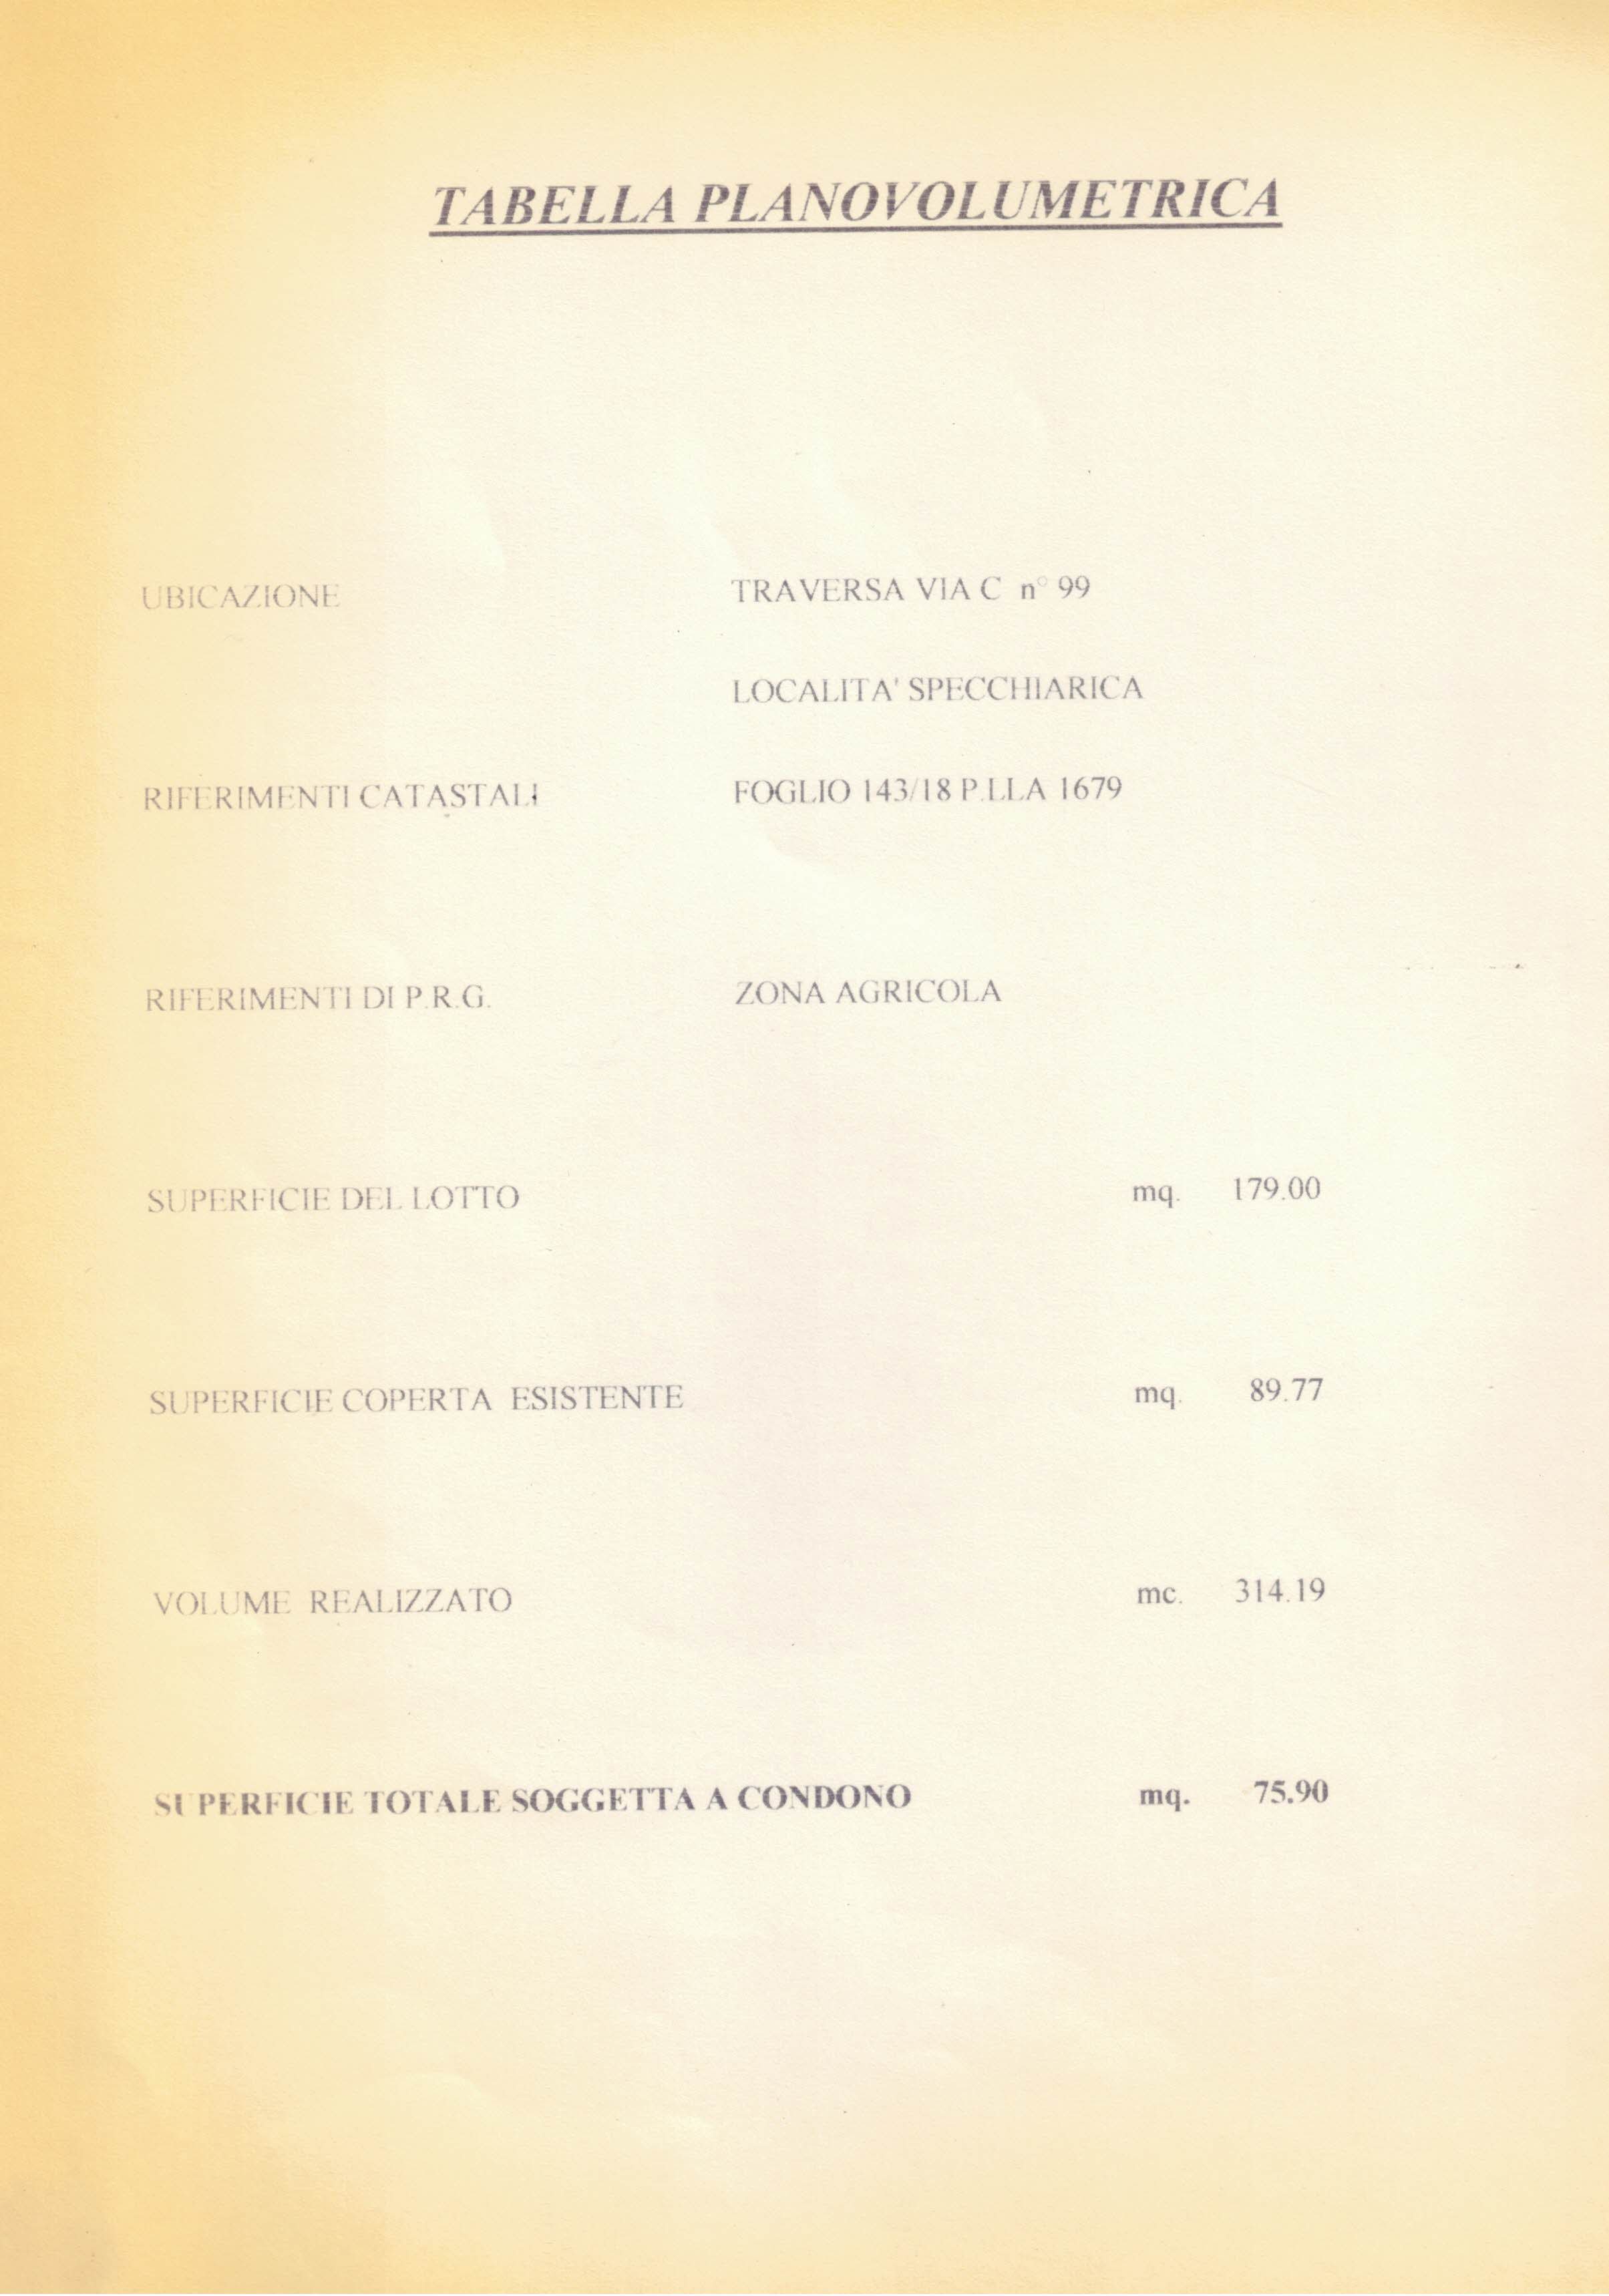 TABELLA PLANOVOLUMETRICA
UBICAZIONE TRAVERSA VIA C n° 99
LOCALITA' SPECCHIARICA
RIFERIMENTI CATASTALI FOGLIO 143/18 P.LLA 1679
RIFERIMENTI DI P.R.G. ZONA AGRICOLA
SUPERFICIE DEL LOTTO mq. 179.00
SUPERFICIE COPERTA ESISTENTE mq. 89.77
VOLUME REALIZZATO mc. 314.19
SUPERFICIE TOTALE SOGGETTA A CONDONO mq. 75.90